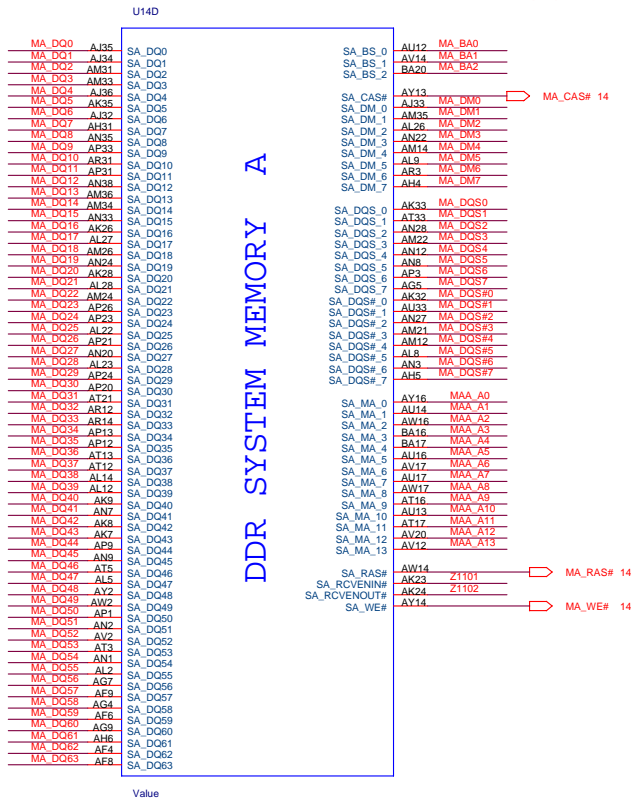 U14D
MA_DQ0 AJ35 SA_DQ0
MA_DQ1 AJ34 SA_DQ1
MA_DQ2 AM31 SA_DQ2
MA_DQ3 AM33 SA_DQ3
MA_DQ4 AJ36 SA_DQ4
MA_DQ5 AK35 SA_DQ5
MA_DQ6 AJ32 SA_DQ6
MA_DQ7 AH31 SA_DQ7
MA_DQ8 AN35 SA_DQ8
MA_DQ9 AP33 SA_DQ9
MA_DQ10 AR31 SA_DQ10
MA_DQ11 AP31 SA_DQ11
MA_DQ12 AN38 SA_DQ12
MA_DQ13 AM36 SA_DQ13
MA_DQ14 AM34 SA_DQ14
MA_DQ15 AN33 SA_DQ15
MA_DQ16 AK26 SA_DQ16
MA_DQ17 AL27 SA_DQ17
MA_DQ18 AM26 SA_DQ18
MA_DQ19 AN24 SA_DQ19
MA_DQ20 AK28 SA_DQ20
MA_DQ21 AL28 SA_DQ21
MA_DQ22 AM24 SA_DQ22
MA_DQ23 AP26 SA_DQ23
MA_DQ24 AP23 SA_DQ24
MA_DQ25 AL22 SA_DQ25
MA_DQ26 AP21 SA_DQ26
MA_DQ27 AN20 SA_DQ27
MA_DQ28 AL23 SA_DQ28
MA_DQ29 AP24 SA_DQ29
MA_DQ30 AP20 SA_DQ30
MA_DQ31 AT21 SA_DQ31
MA_DQ32 AR12 SA_DQ32
MA_DQ33 AR14 SA_DQ33
MA_DQ34 AP13 SA_DQ34
MA_DQ35 AP12 SA_DQ35
MA_DQ36 AT13 SA_DQ36
MA_DQ37 AT12 SA_DQ37
MA_DQ38 AL14 SA_DQ38
MA_DQ39 AL12 SA_DQ39
MA_DQ40 AK9 SA_DQ40
MA_DQ41 AN7 SA_DQ41
MA_DQ42 AK8 SA_DQ42
MA_DQ43 AK7 SA_DQ43
MA_DQ44 AP9 SA_DQ44
MA_DQ45 AN9 SA_DQ45
MA_DQ46 AT5 SA_DQ46
MA_DQ47 AL5 SA_DQ47
MA_DQ48 AY2 SA_DQ48
MA_DQ49 AW2 SA_DQ49
MA_DQ50 AP1 SA_DQ50
MA_DQ51 AN2 SA_DQ51
MA_DQ52 AV2 SA_DQ52
MA_DQ53 AT3 SA_DQ53
MA_DQ54 AN1 SA_DQ54
MA_DQ55 AL2 SA_DQ55
MA_DQ56 AG7 SA_DQ56
MA_DQ57 AF9 SA_DQ57
MA_DQ58 AG4 SA_DQ58
MA_DQ59 AF6 SA_DQ59
MA_DQ60 AG9 SA_DQ60
MA_DQ61 AH6 SA_DQ61
MA_DQ62 AF4 SA_DQ62
MA_DQ63 AF8 SA_DQ63
DDR SYSTEM MEMORY A
SA_BS_0 AU12 MA_BA0
SA_BS_1 AV14 MA_BA1
SA_BS_2 BA20 MA_BA2
SA_CAS# AY13 MA_CAS# 14
SA_DM_0 AJ33 MA_DM0
SA_DM_1 AM35 MA_DM1
SA_DM_2 AL26 MA_DM2
SA_DM_3 AN22 MA_DM3
SA_DM_4 AM14 MA_DM4
SA_DM_5 AL9 MA_DM5
SA_DM_6 AR3 MA_DM6
SA_DM_7 AH4 MA_DM7
SA_DQS_0 AK33 MA_DQS0
SA_DQS_1 AT33 MA_DQS1
SA_DQS_2 AN28 MA_DQS2
SA_DQS_3 AM22 MA_DQS3
SA_DQS_4 AN12 MA_DQS4
SA_DQS_5 AN8 MA_DQS5
SA_DQS_6 AP3 MA_DQS6
SA_DQS_7 AG5 MA_DQS7
SA_DQS#_0 AK32 MA_DQS#0
SA_DQS#_1 AU33 MA_DQS#1
SA_DQS#_2 AN27 MA_DQS#2
SA_DQS#_3 AM21 MA_DQS#3
SA_DQS#_4 AM12 MA_DQS#4
SA_DQS#_5 AL8 MA_DQS#5
SA_DQS#_6 AN3 MA_DQS#6
SA_DQS#_7 AH5 MA_DQS#7
SA_MA_0 AY16 MAA_A0
SA_MA_1 AU14 MAA_A1
SA_MA_2 AW16 MAA_A2
SA_MA_3 BA16 MAA_A3
SA_MA_4 BA17 MAA_A4
SA_MA_5 AU16 MAA_A5
SA_MA_6 AV17 MAA_A6
SA_MA_7 AU17 MAA_A7
SA_MA_8 AW17 MAA_A8
SA_MA_9 AT16 MAA_A9
SA_MA_10 AU13 MAA_A10
SA_MA_11 AT17 MAA_A11
SA_MA_12 AV20 MAA_A12
SA_MA_13 AV12 MAA_A13
SA_RAS# AW14 MA_RAS# 14
SA_RCVENIN# AK23 Z1101
SA_RCVENOUT# AK24 Z1102
SA_WE# AY14 MA_WE# 14
Value